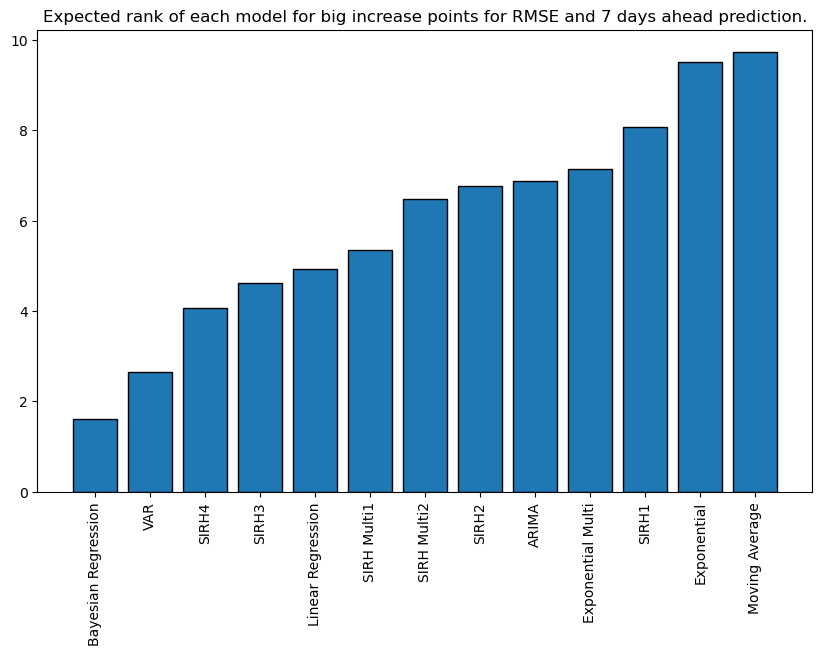 Expected rank of each model for big increase points for RMSE and 7 days ahead prediction.
10
8
6
4
2
0
Bayesian Regression
VAR
SIRH4
SIRH3
Linear Regression
SIRH Multi1
SIRH Multi2
SIRH2
ARIMA
Exponential Multi
SIRH1
Exponential
Moving Average